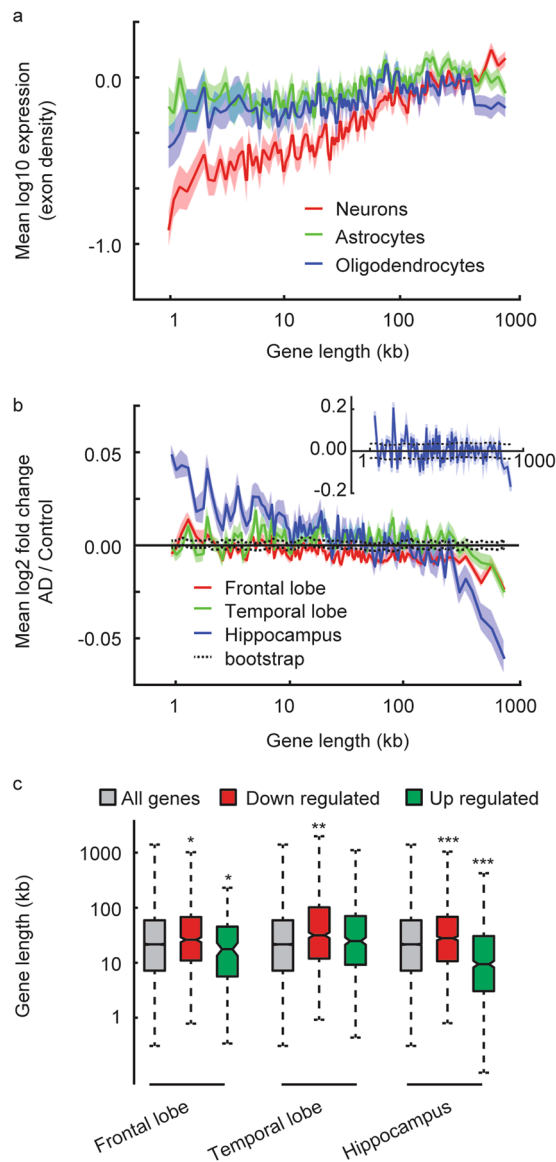 a
Mean log10 expression
(exon density)
0.0
-1.0
Neurons
Astrocytes
Oligodendrocytes
1 10 100 1000
Gene length (kb)
b
Mean log2 fold change
AD / Control
0.05
0.00
-0.05
0.2
0.00
-0.2
1 1000
Frontal lobe
Temporal lobe
Hippocampus
bootstrap
1 10 100 1000
Gene length (kb)
c
All genes Down regulated Up regulated
Gene length (kb)
1000
100
10
1
* * ** *** ***
Frontal lobe
Temporal lobe
Hippocampus